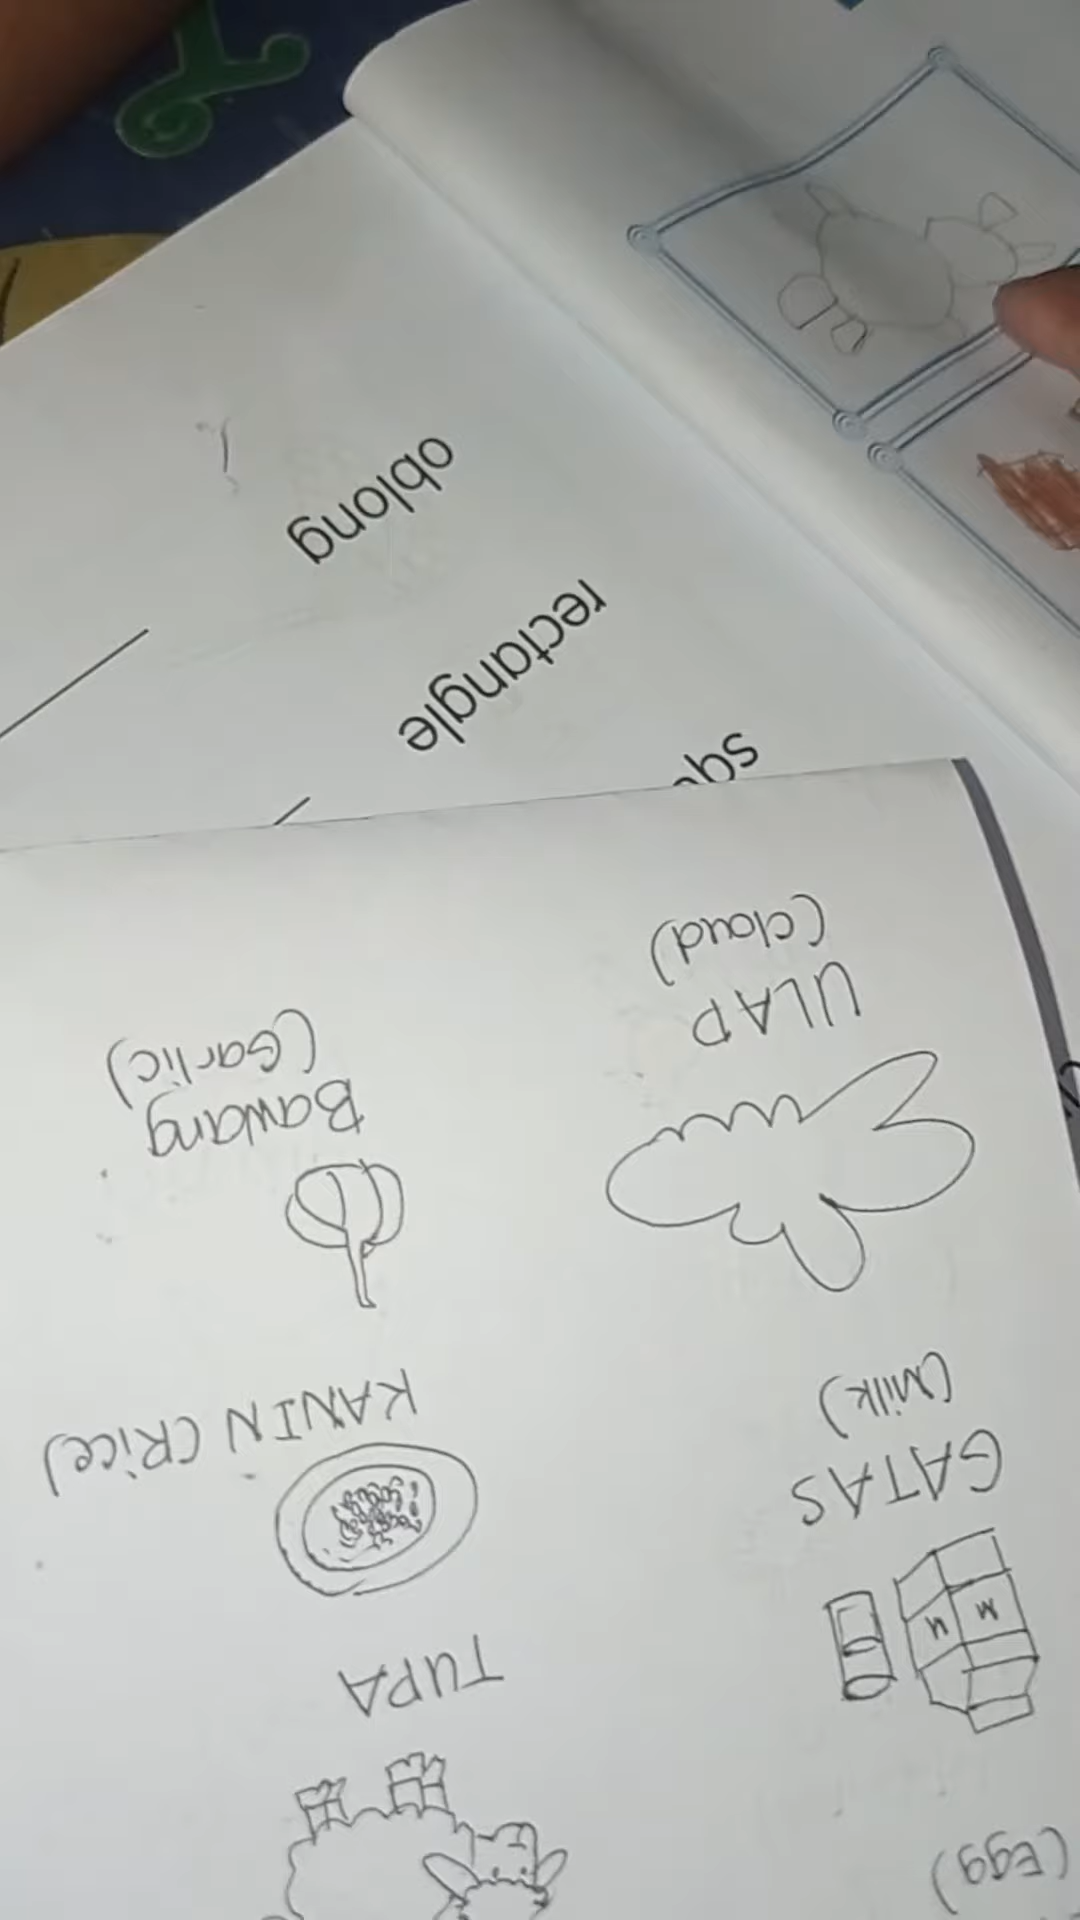 (Egg)
TUPA
GATAS
(Milk)
M
M
KANIN (Rice)
ULAP
(Cloud)
Bawang
(Garlic)
rectangle
oblong